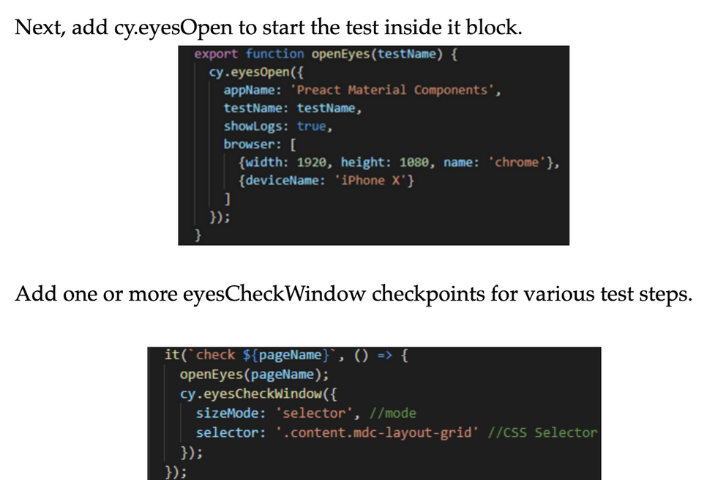 Next, add cy.eyesOpen to start the test inside it block.
export function openEyes(testName) {
cy.eyesOpen({
appName: 'Preact Material Components',
testName: testName,
showLogs: true,
browser: [
{width: 1920, height: 1080, name: 'chrome'},
{deviceName: 'iPhone X'}
]
});
}
Add one or more eyesCheckWindow checkpoints for various test steps.
it(`check ${pageName}`, () => {
openEyes(pageName);
cy.eyesCheckWindow({
sizeMode: 'selector', //mode
selector: '.content.mdc-layout-grid' //CSS Selector
});
});